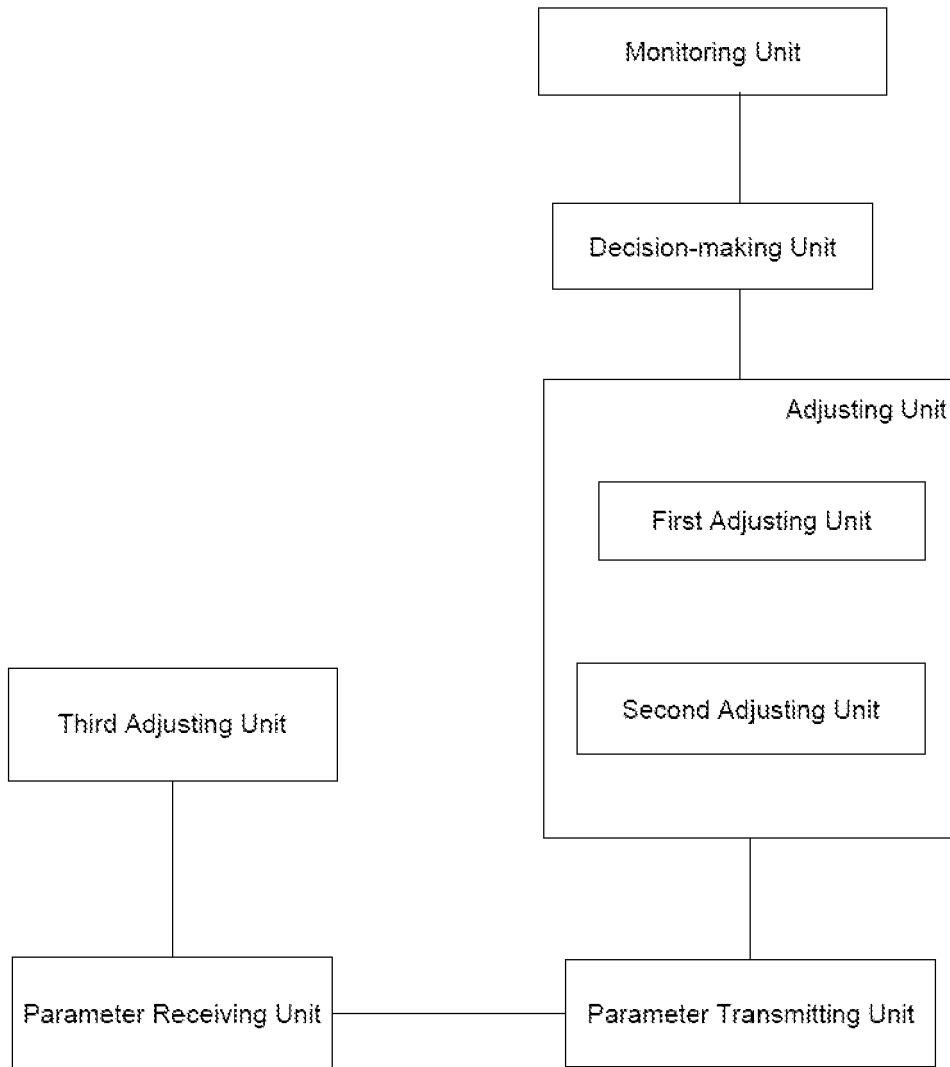 Monitoring Unit
Decision-making Unit
Adjusting Unit
First Adjusting Unit
Second Adjusting Unit
Third Adjusting Unit
Parameter Receiving Unit
Parameter Transmitting Unit